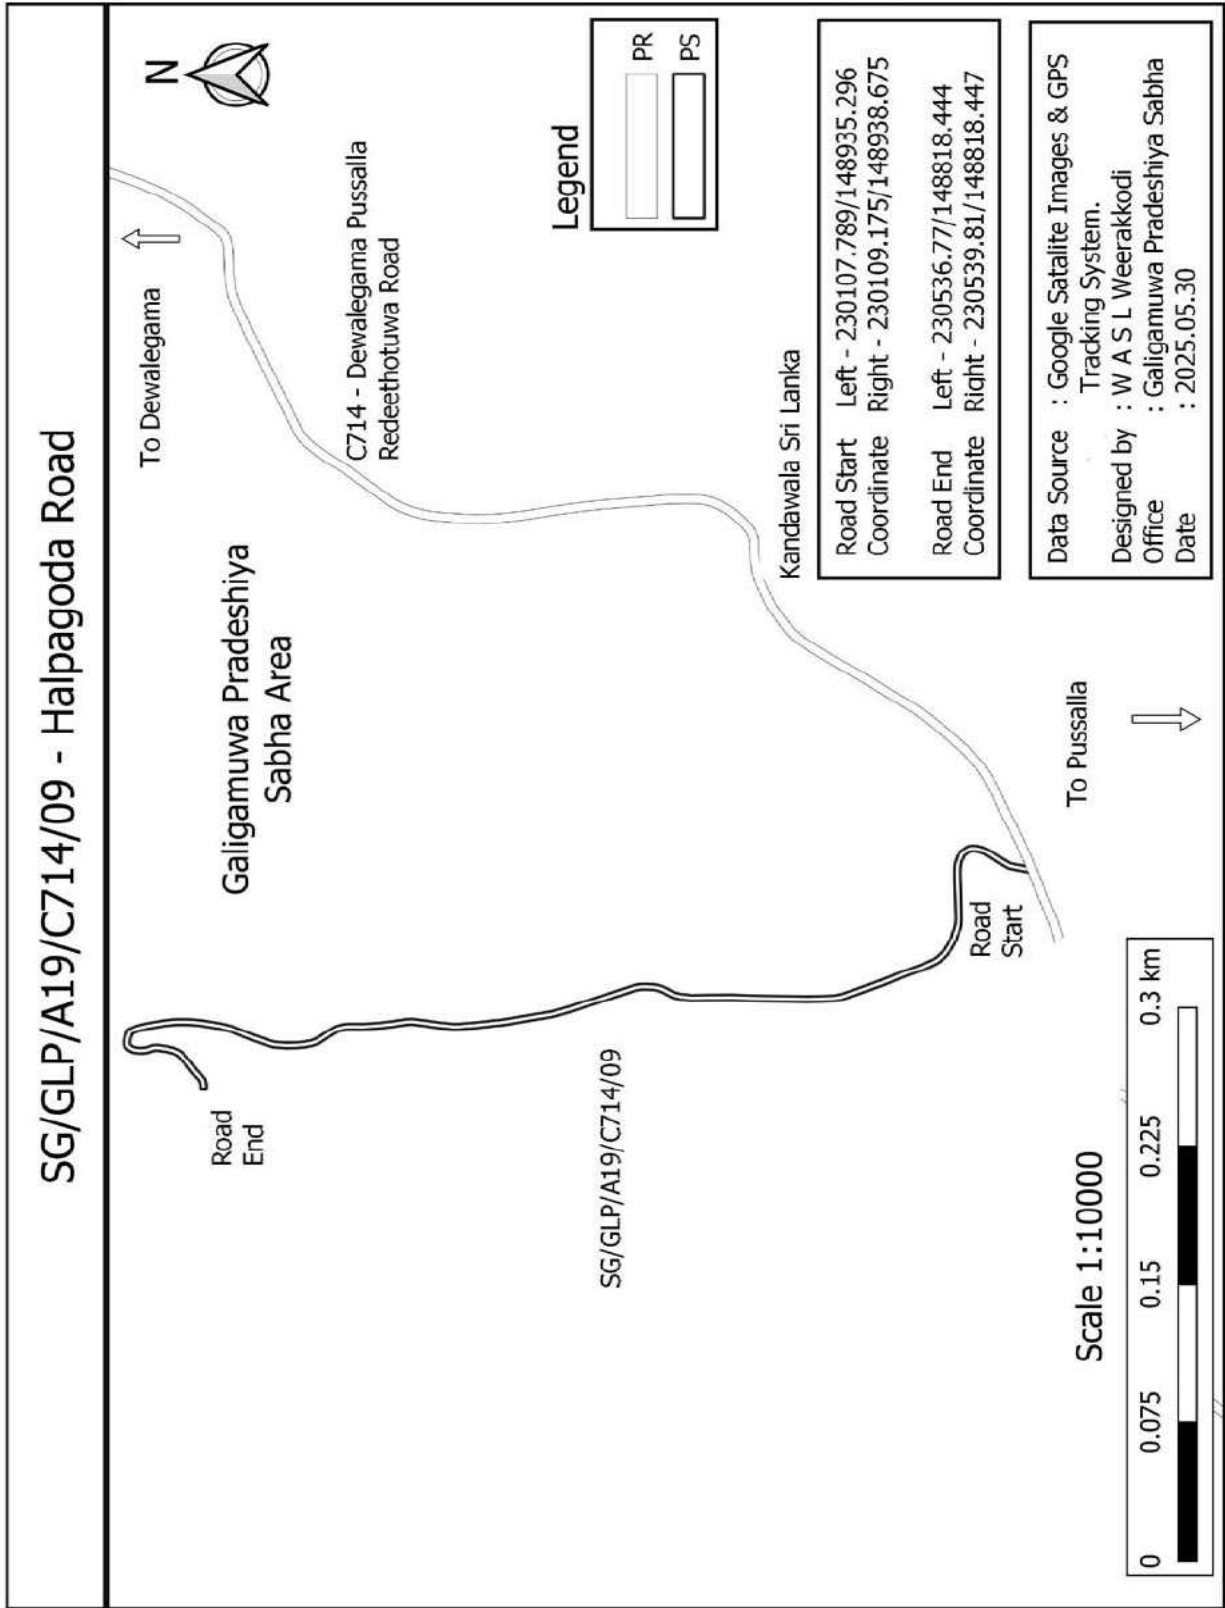 SG/GLP/A19/C714/09 - Halpagoda Road
N
To Dewalegama
Galigamuwa Pradeshiya
Sabha Area
C714 - Dewalegama Pussalla
Redeethotuwa Road
Road
End
SG/GLP/A19/C714/09
Legend
PR
PS
Kandawala Sri Lanka
Road Start Left - 230107.789/148935.296
Coordinate Right - 230109.175/148938.675
Road End Left - 230536.77/148818.444
Coordinate Right - 230539.81/148818.447
Road
Start
To Pussalla
Data Source : Google Satalite Images & GPS
Tracking System.
Designed by : W A S L Weerakkodi
Office : Galigamuwa Pradeshiya Sabha
Date : 2025.05.30
Scale 1:10000
0 0.075 0.15 0.225 0.3 km